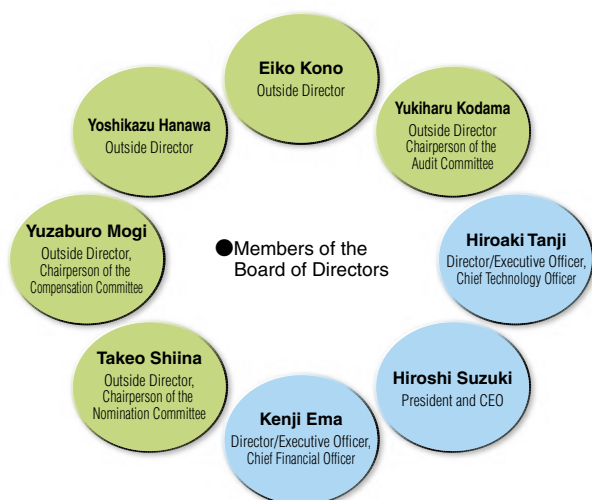 Eiko Kono
Outside Director
Yukiharu Kodama
Outside Director
Chairperson of the
Audit Committee
Yoshikazu Hanawa
Outside Director
Yuzaburo Mogi
Outside Director,
Chairperson of the
Compensation Committee
●Members of the
Board of Directors
Hiroaki Tanji
Director/Executive Officer,
Chief Technology Officer
Takeo Shiina
Outside Director,
Chairperson of the
Nomination Committee
Hiroshi Suzuki
President and CEO
Kenji Ema
Director/Executive Officer,
Chief Financial Officer